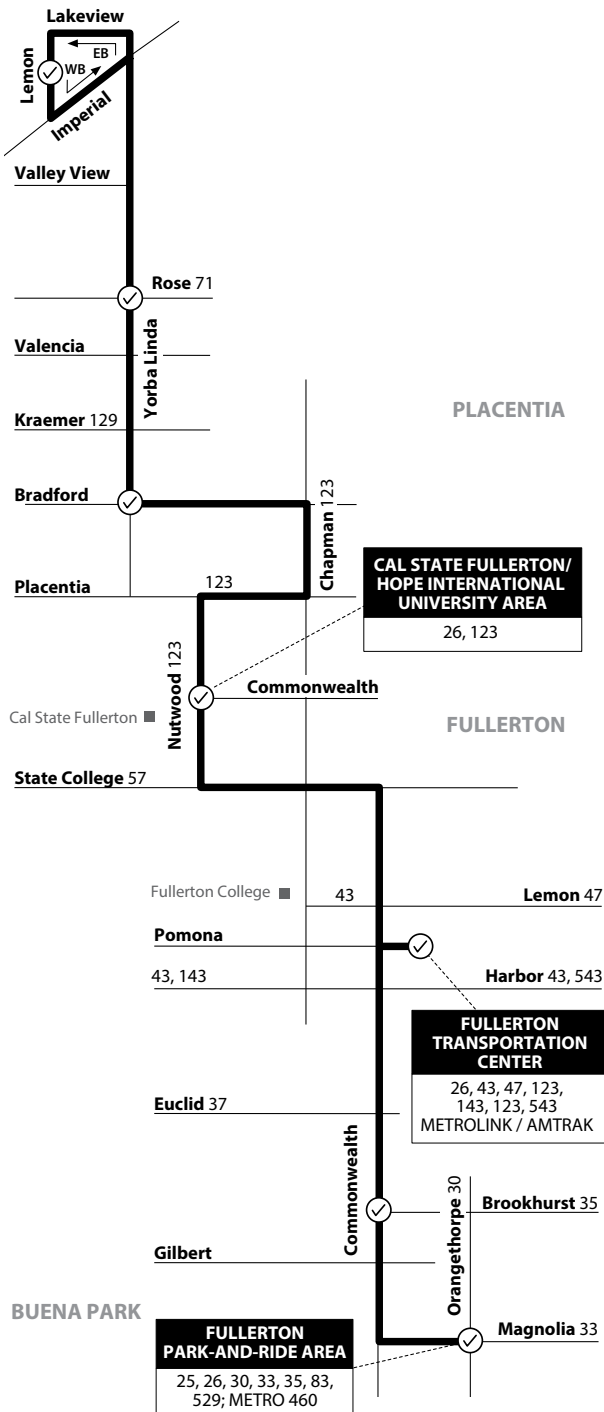 Lakeview
EB
WB
Lemon
Imperial
Valley View
Rose 71
Valencia
Yorba Linda
Kraemer 129
PLACENTIA
Bradford
Chapman 123
Placentia
123
CAL STATE FULLERTON/
HOPE INTERNATIONAL
UNIVERSITY AREA
26, 123
Nutwood 123
Commonwealth
Cal State Fullerton
FULLERTON
State College 57
Fullerton College
43
Lemon 47
Pomona
43, 143
Harbor 43, 543
FULLERTON
TRANSPORTATION
CENTER
26, 43, 47, 123,
143, 123, 543
METROLINK / AMTRAK
Euclid 37
Commonwealth
Orangethorpe 30
Brookhurst 35
Gilbert
BUENA PARK
Magnolia 33
FULLERTON
PARK-AND-RIDE AREA
25, 26, 30, 33, 35, 83,
529; METRO 460